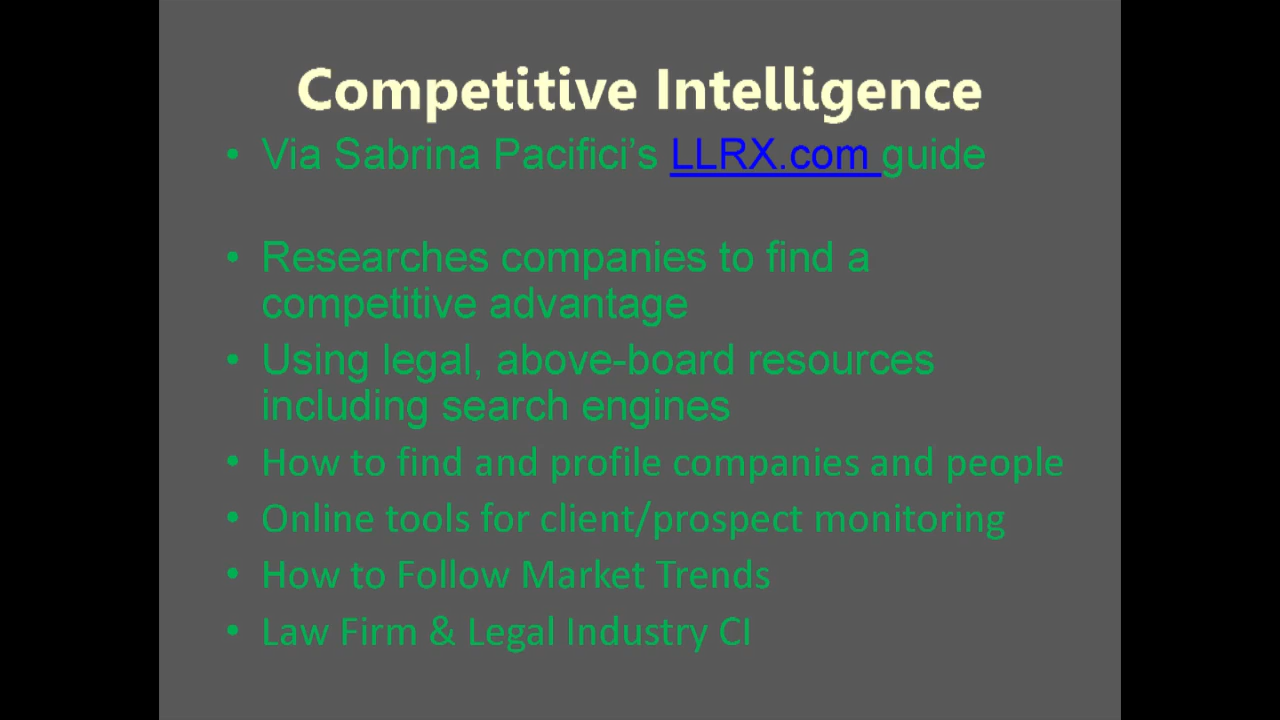 Competitive Intelligence
• Via Sabrina Pacifici’s LLRX.com guide
• Researches companies to find a
competitive advantage
• Using legal, above-board resources
including search engines
• How to find and profile companies and people
• Online tools for client/prospect monitoring
• How to Follow Market Trends
• Law Firm & Legal Industry CI